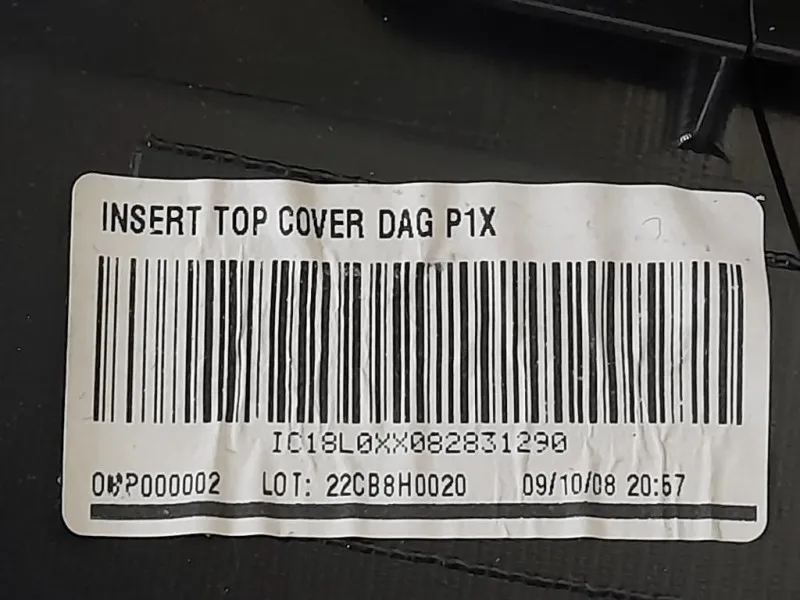 INSERT TOP COVER DAG P1X
IC18L0XX082831290
LOT: 22CB8H0020 09/10/08 20:57